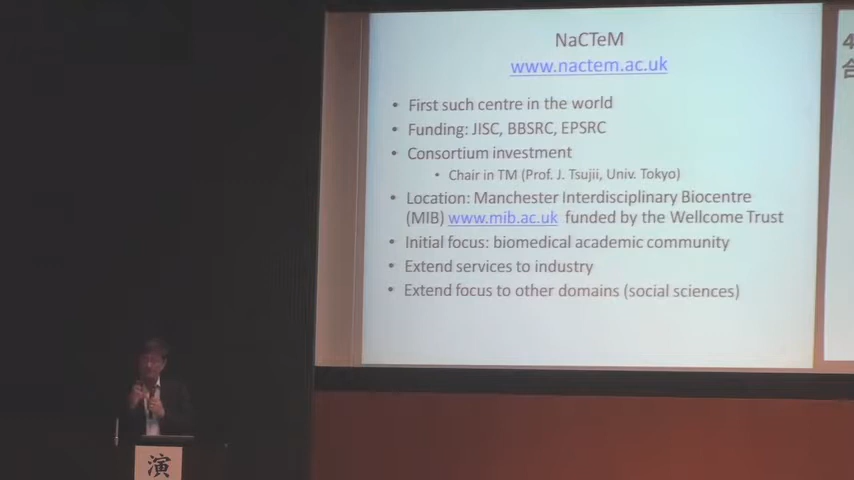 NaCTeM
www.nactem.ac.uk
• First such centre in the world
• Funding: JISC, BBSRC, EPSRC
• Consortium investment
• Chair in TM (Prof. J. Tsujii, Univ. Tokyo)
• Location: Manchester Interdisciplinary Biocentre
(MIB) www.mib.ac.uk funded by the Wellcome Trust
• Initial focus: biomedical academic community
• Extend services to industry
• Extend focus to other domains (social sciences)
4
演